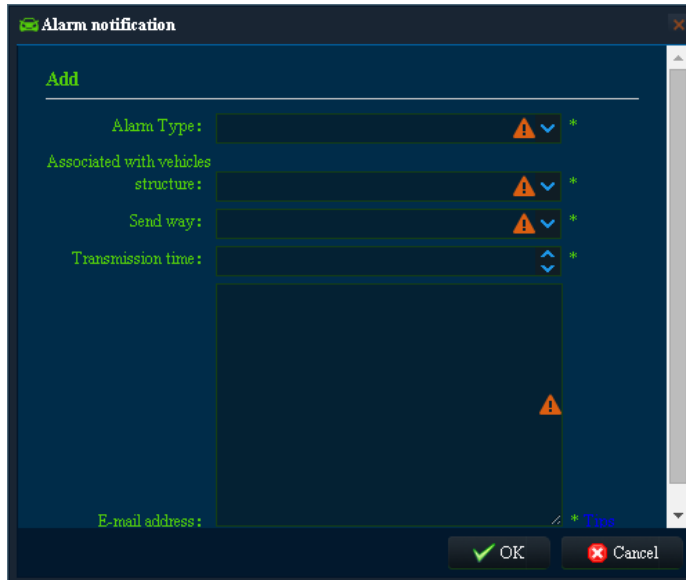 Alarm notification
Add
Alarm Type: *
Associated with vehicles
structure: *
Send way: *
Transmission time: *
E-mail address: *
OK Cancel